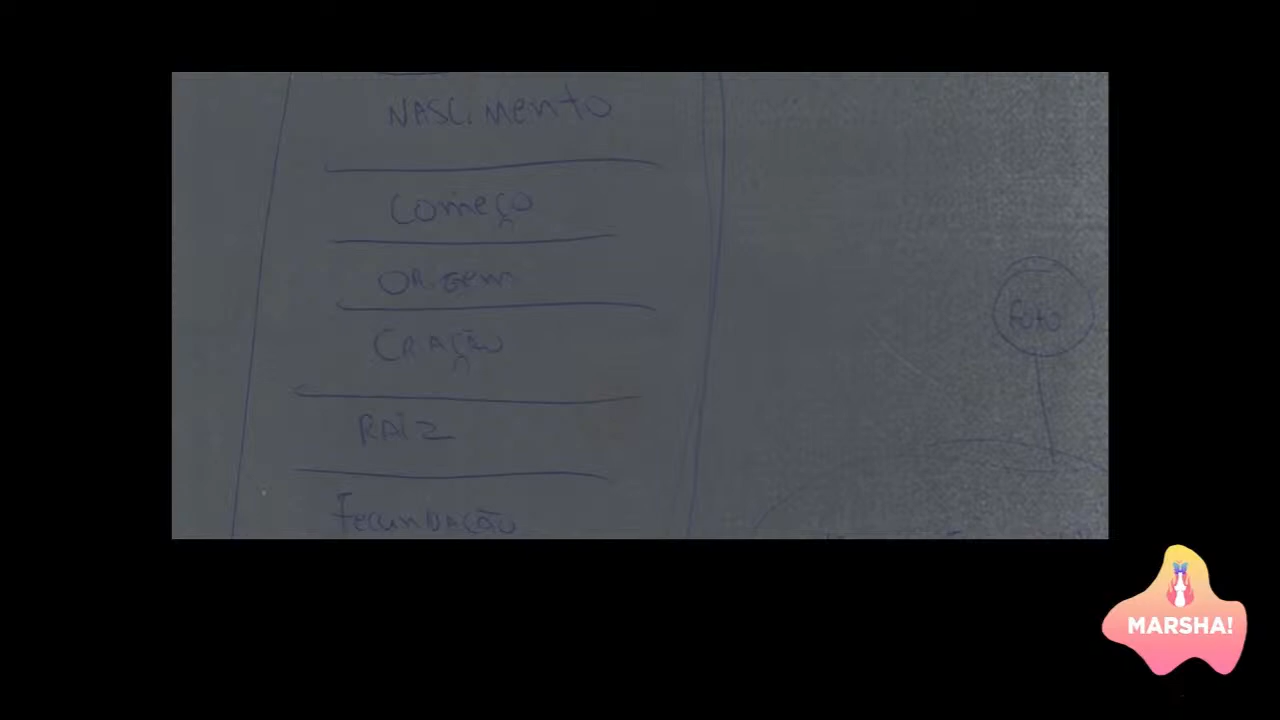 NASCIMENTO
COMEÇO
ORIGEM
CRIAÇÃO
RAIZ
FECUNDAÇÃO
foto
MARSHA!